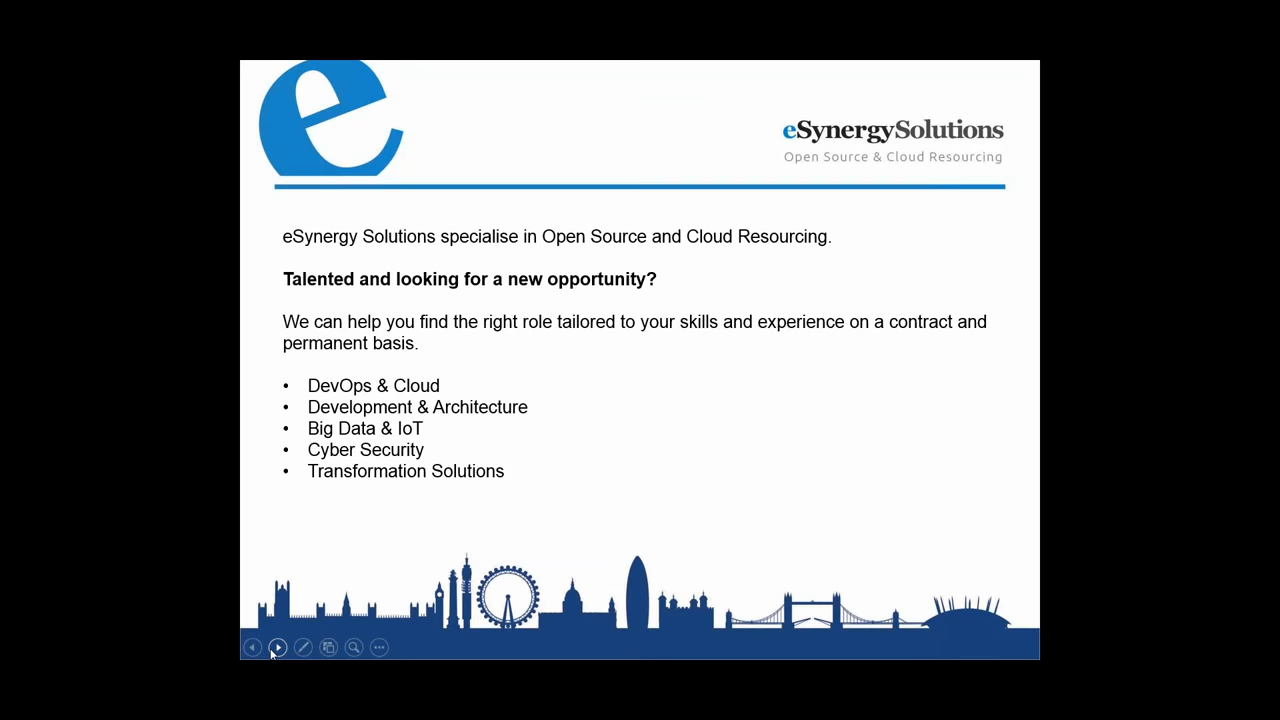 e
eSynergySolutions
Open Source & Cloud Resourcing
eSynergy Solutions specialise in Open Source and Cloud Resourcing.
Talented and looking for a new opportunity?
We can help you find the right role tailored to your skills and experience on a contract and
permanent basis.
• DevOps & Cloud
• Development & Architecture
• Big Data & IoT
• Cyber Security
• Transformation Solutions